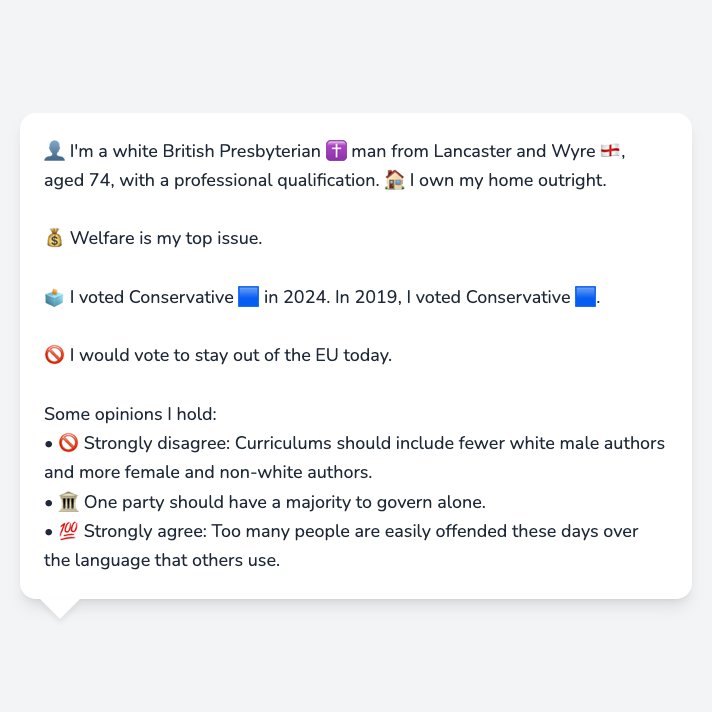 👤 I'm a white British Presbyterian ✝️ man from Lancaster and Wyre 🏴󠁧󠁢󠁥󠁮󠁧󠁿,
aged 74, with a professional qualification. 🏠 I own my home outright.
💰 Welfare is my top issue.
🗳️ I voted Conservative 🟦 in 2024. In 2019, I voted Conservative 🟦.
🚫 I would vote to stay out of the EU today.
Some opinions I hold:
• 🚫 Strongly disagree: Curriculums should include fewer white male authors
and more female and non-white authors.
• 🏛️ One party should have a majority to govern alone.
• 💯 Strongly agree: Too many people are easily offended these days over
the language that others use.